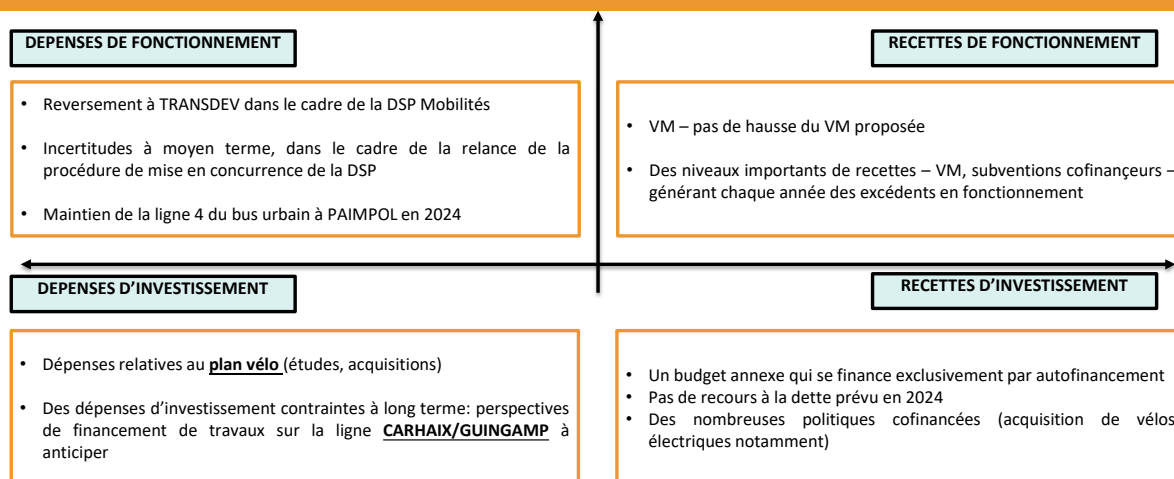 DEPENSES DE FONCTIONNEMENT
• Reversement à TRANSDEV dans le cadre de la DSP Mobilités
• Incertitudes à moyen terme, dans le cadre de la relance de la
procédure de mise en concurrence de la DSP
• Maintien de la ligne 4 du bus urbain à PAIMPOL en 2024
RECETTES DE FONCTIONNEMENT
• VM – pas de hausse du VM proposée
• Des niveaux importants de recettes – VM, subventions cofinançeurs –
générant chaque année des excédents en fonctionnement
DEPENSES D’INVESTISSEMENT
• Dépenses relatives au plan vélo (études, acquisitions)
• Des dépenses d’investissement contraintes à long terme: perspectives
de financement de travaux sur la ligne CARHAIX/GUINGAMP à
anticiper
RECETTES D’INVESTISSEMENT
• Un budget annexe qui se finance exclusivement par autofinancement
• Pas de recours à la dette prévu en 2024
• Des nombreuses politiques cofinancées (acquisition de vélos
électriques notamment)